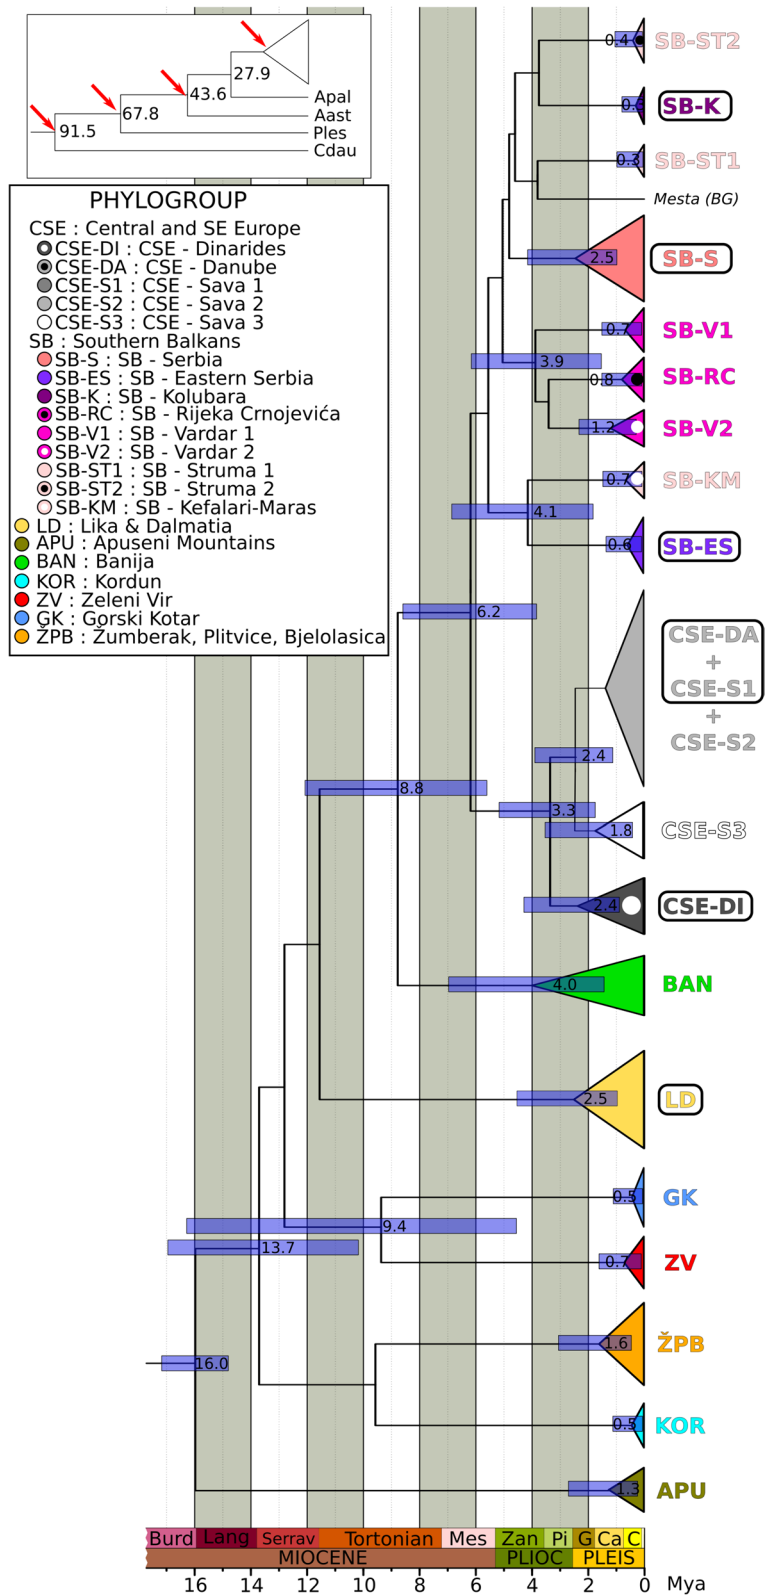 27.9
43.6
67.8
91.5
Apal
Aast
Ples
Cdau
PHYLOGROUP
CSE : Central and SE Europe
CSE-DI : CSE - Dinarides
CSE-DA : CSE - Danube
CSE-S1 : CSE - Sava 1
CSE-S2 : CSE - Sava 2
CSE-S3 : CSE - Sava 3
SB : Southern Balkans
SB-S : SB - Serbia
SB-ES : SB - Eastern Serbia
SB-K : SB - Kolubara
SB-RC : SB - Rijeka Crnojevića
SB-V1 : SB - Vardar 1
SB-V2 : SB - Vardar 2
SB-ST1 : SB - Struma 1
SB-ST2 : SB - Struma 2
SB-KM : SB - Kefalari-Maras
LD : Lika & Dalmatia
APU : Apuseni Mountains
BAN : Banija
KOR : Kordun
ZV : Zeleni Vir
GK : Gorski Kotar
ŽPB : Žumberak, Plitvice, Bjelolasica
0.4 SB-ST2
SB-K
0.3 SB-ST1
Mesta (BG)
2.5 SB-S
0.7 SB-V1
3.9
0.8 SB-RC
1.2 SB-V2
0.7 SB-KM
4.1
0.6 SB-ES
6.2
CSE-DA
+
CSE-S1
+
CSE-S2
2.4
8.8
3.3
1.8 CSE-S3
2.4 CSE-DI
4.0 BAN
2.5 LD
0.5 GK
9.4
13.7
0.7 ZV
1.6 ŽPB
16.0
0.5 KOR
1.3 APU
Burd Lang Serrav Tortonian Mes Zan Pi G Ca C
MIOCENE PLIOC PLEIS
16 14 12 10 8 6 4 2 0 Mya